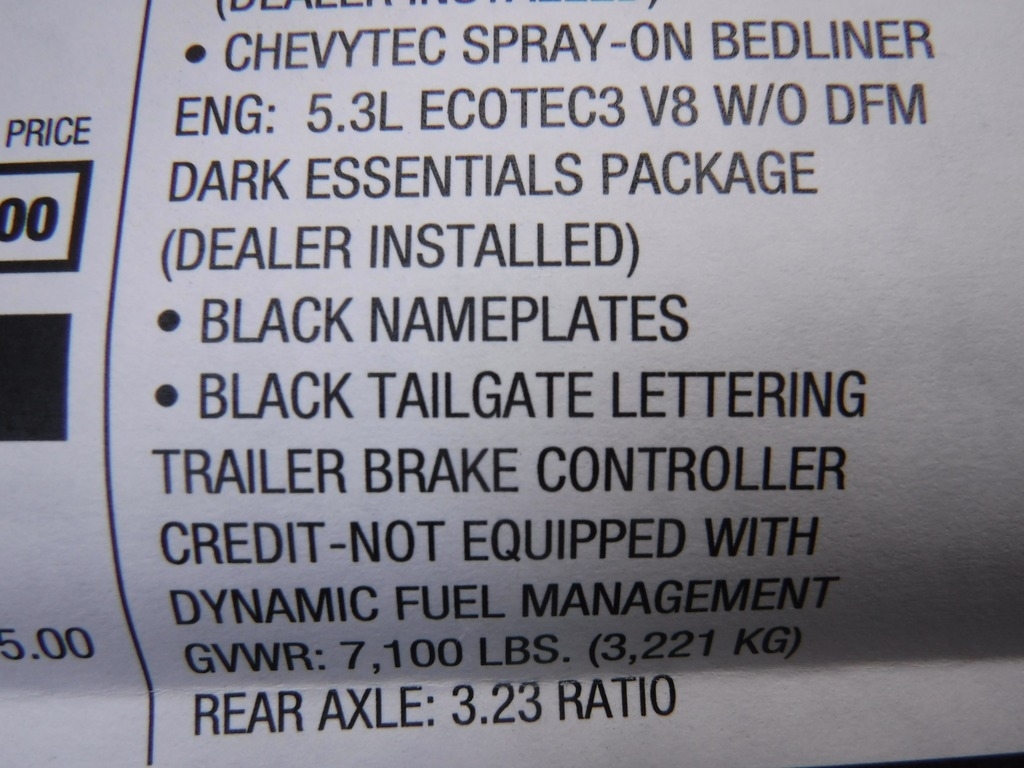 (DEALER INSTALLED)
• CHEVYTEC SPRAY-ON BEDLINER
ENG: 5.3L ECOTEC3 V8 W/O DFM
DARK ESSENTIALS PACKAGE
(DEALER INSTALLED)
• BLACK NAMEPLATES
• BLACK TAILGATE LETTERING
TRAILER BRAKE CONTROLLER
CREDIT-NOT EQUIPPED WITH
DYNAMIC FUEL MANAGEMENT
GVWR: 7,100 LBS. (3,221 KG)
REAR AXLE: 3.23 RATIO
PRICE
00
5.00